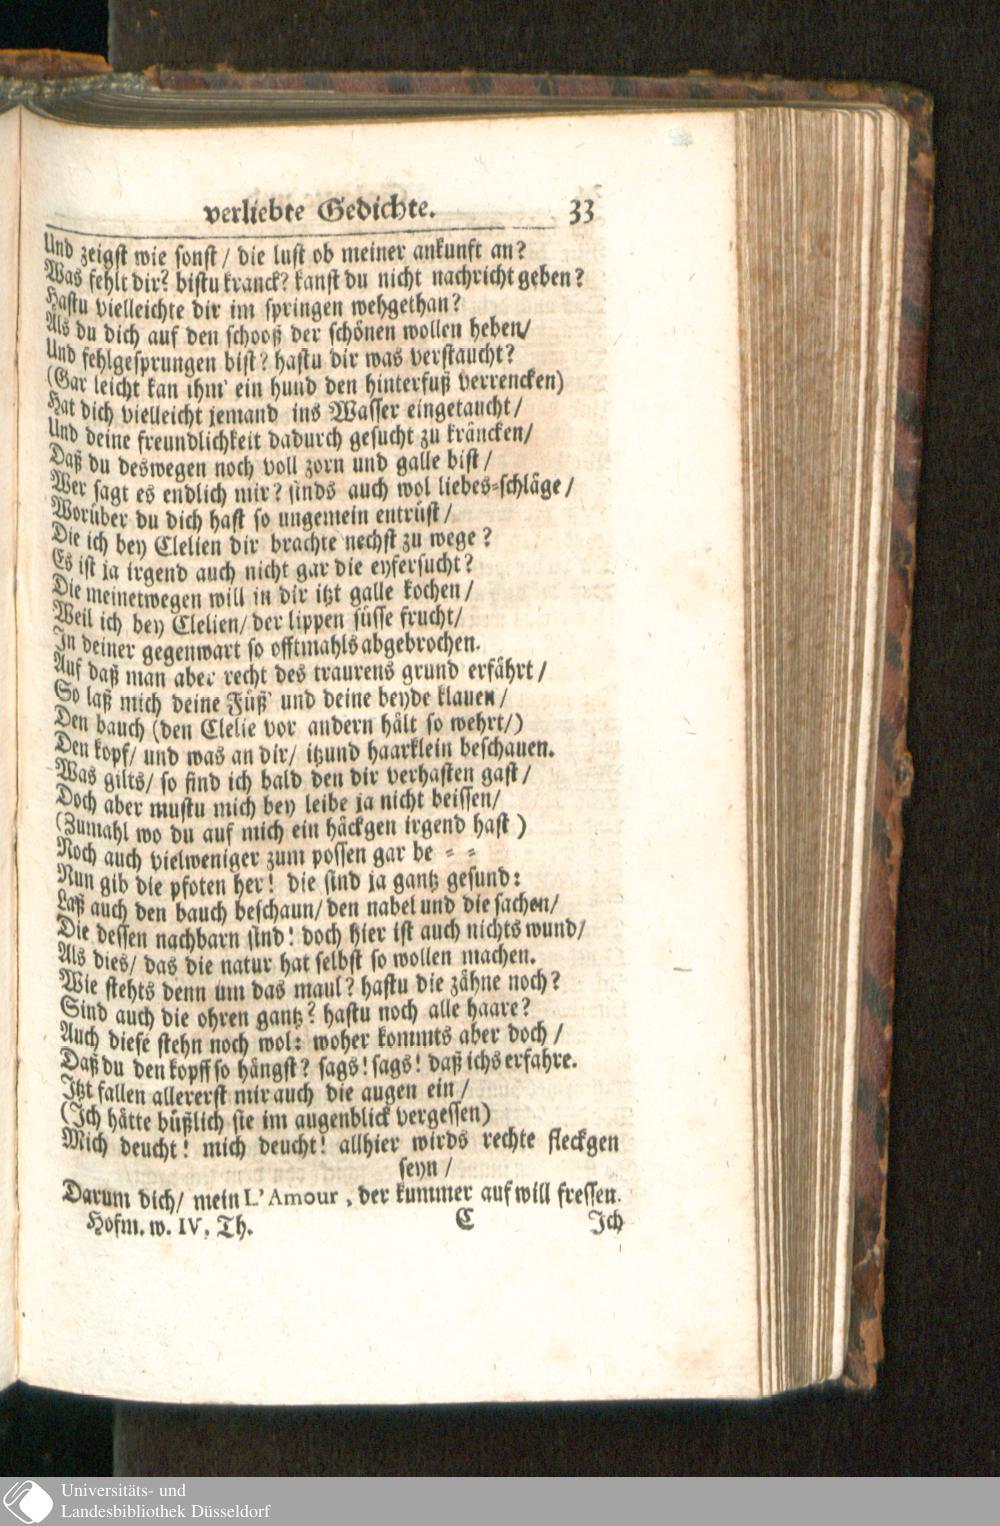 verliebte Gedichte. 33
Und zeigst wie sonst / die lust ob meiner ankunft an?
Was fehlt dir? bistu kranck? kanst du nicht nachricht geben?
Hastu vielleichte dir im springen wehgethan?
Als du dich auf den schooß der schönen wollen heben/
Und fehlgesprungen bist? hastu dir was verstaucht?
(Gar leicht kan ihm ein hund den hinterfuß verrencken)
Hat dich vielleicht jemand ins Wasser eingetaucht/
Und deine freundlichkeit dadurch gesucht zu kräncken/
Daß du deswegen noch voll zorn und galle bist /
Wer sagt es endlich mir? sinds auch wol liebes-schläge /
Worüber du dich hast so ungemein entrüst /
Die ich bey Clelien dir brachte nechst zu wege?
Es ist ja irgend auch nicht gar die eyfersucht?
Die meinetwegen will in dir itzt galle kochen /
Weil ich bey Clelien/ der lippen süsse frucht/
In deiner gegenwart so offtmahls abgebrochen.
Auf daß man aber recht des traurens grund erfährt /
So laß mich deine Füß' und deine beyde klauen /
Den bauch (den Clelie vor andern hält so wehrt/)
Den kopf/ und was an dir/ itzund haarklein beschauen.
Was gilts/ so find ich bald den dir verhasten gast /
Doch aber mustu mich bey leibe ja nicht beissen/
(Zumahl wo du auf mich ein häckgen irgend hast )
Noch auch vielweniger zum possen gar be = =
Nun gib die pfoten her! die sind ja gantz gesund:
Laß auch den bauch beschaun/ den nabel und die sachen/
Die dessen nachbarn sind! doch hier ist auch nichts wund/
Als dies/ das die natur hat selbst so wollen machen.
Wie stehts denn um das maul? hastu die zähne noch?
Sind auch die ohren gantz? hastu noch alle haare?
Auch diese stehn noch wol: woher kommts aber doch /
Daß du den kopff so hängst? sags! sags! daß ichs erfahre.
Itzt fallen allererst mir auch die augen ein /
(Ich hätte büßlich sie im augenblick vergessen)
Mich deucht! mich deucht! allhier wirds rechte fleckgen
seyn /
Darum dich/ mein L'Amour, der kummer auf will fressen.
Hofm. w. IV. Th. C Ich
Universitäts- und
Landesbibliothek Düsseldorf